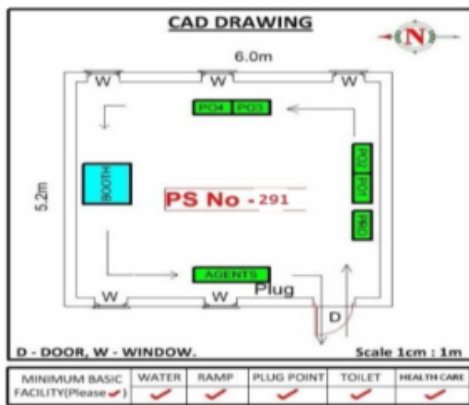 CAD DRAWING
N
6.0m
W W W
PO4 PO3
5.2m
BOOTH
PO2
PO1
PS No - 291
PRO
AGENTS
Plug
W W
D
D - DOOR, W - WINDOW. Scale 1cm : 1m
MINIMUM BASIC FACILITY(Please ✓) WATER RAMP PLUG POINT TOILET HEALTH CARE
✓ ✓ ✓ ✓ ✓